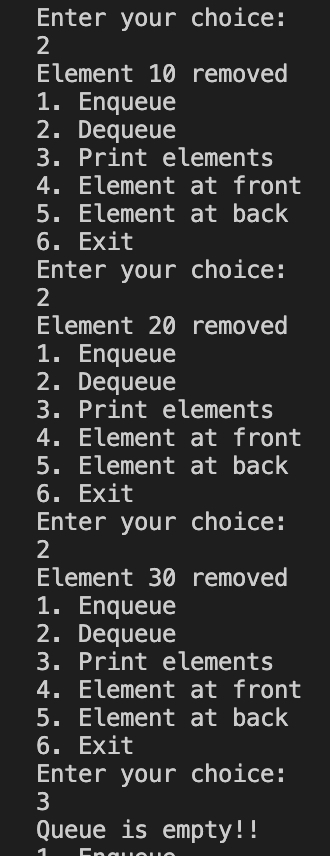 Enter your choice:
2
Element 10 removed
1. Enqueue
2. Dequeue
3. Print elements
4. Element at front
5. Element at back
6. Exit
Enter your choice:
2
Element 20 removed
1. Enqueue
2. Dequeue
3. Print elements
4. Element at front
5. Element at back
6. Exit
Enter your choice:
2
Element 30 removed
1. Enqueue
2. Dequeue
3. Print elements
4. Element at front
5. Element at back
6. Exit
Enter your choice:
3
Queue is empty!!
1. Enqueue